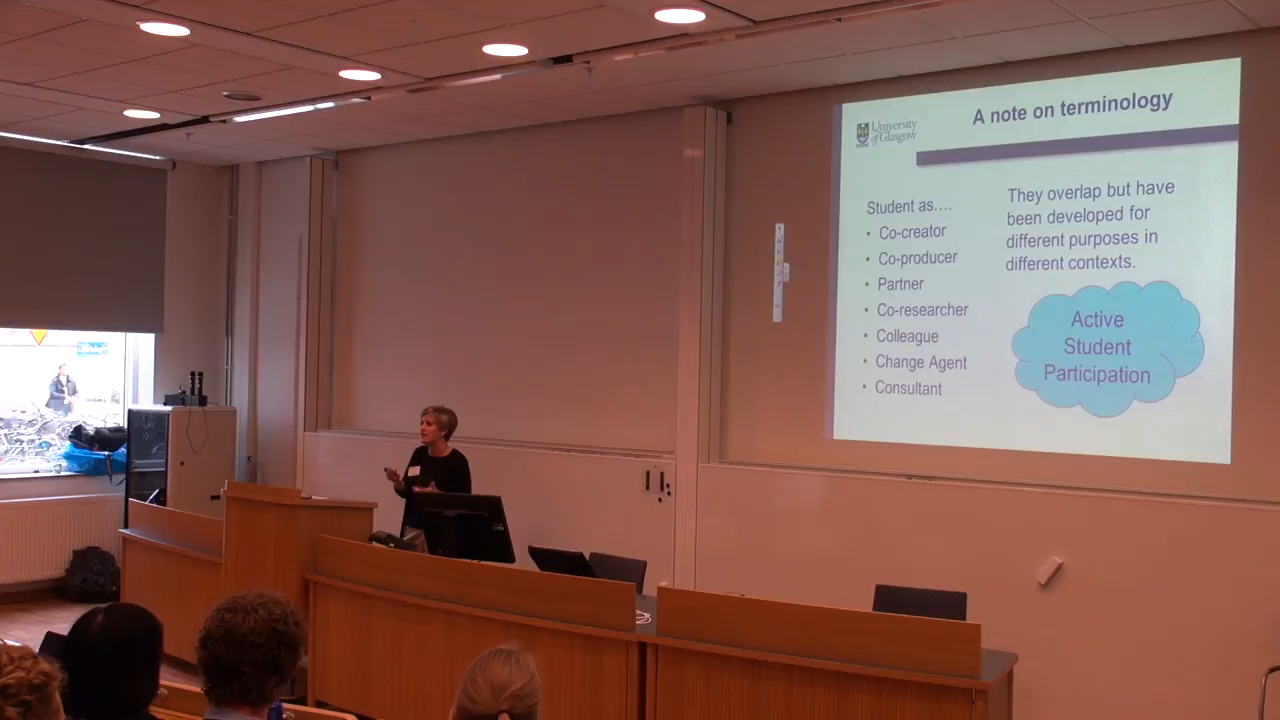 A note on terminology
University
of Glasgow
Student as....
• Co-creator
• Co-producer
• Partner
• Co-researcher
• Colleague
• Change Agent
• Consultant
They overlap but have
been developed for
different purposes in
different contexts.
Active
Student
Participation